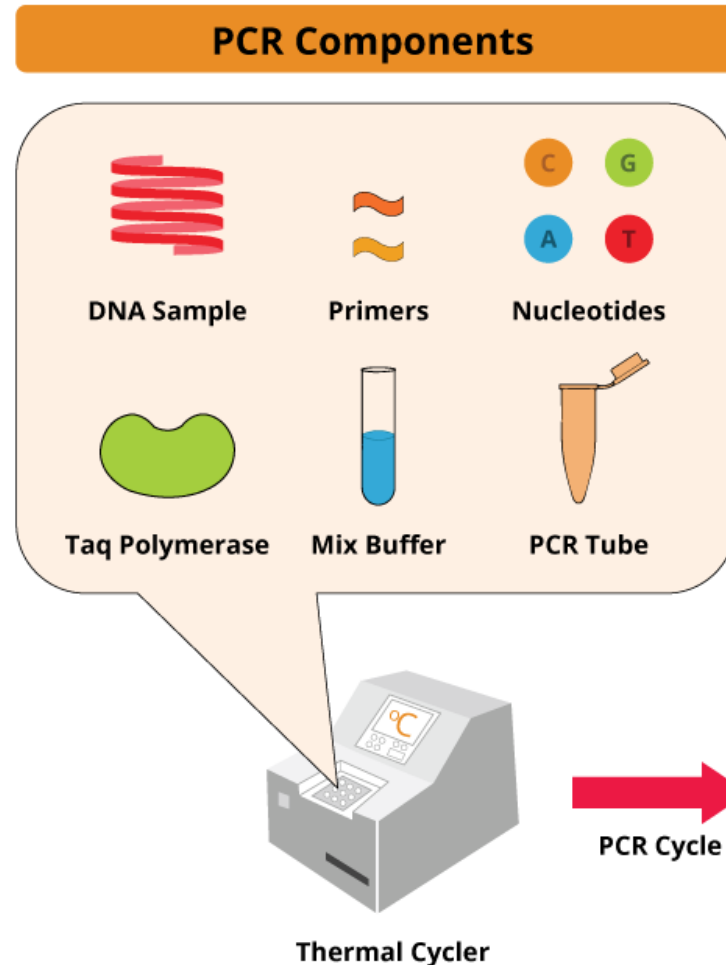 PCR Components
C
G
A
T
DNA Sample
Primers
Nucleotides
Taq Polymerase
Mix Buffer
PCR Tube
°C
PCR Cycle
Thermal Cycler